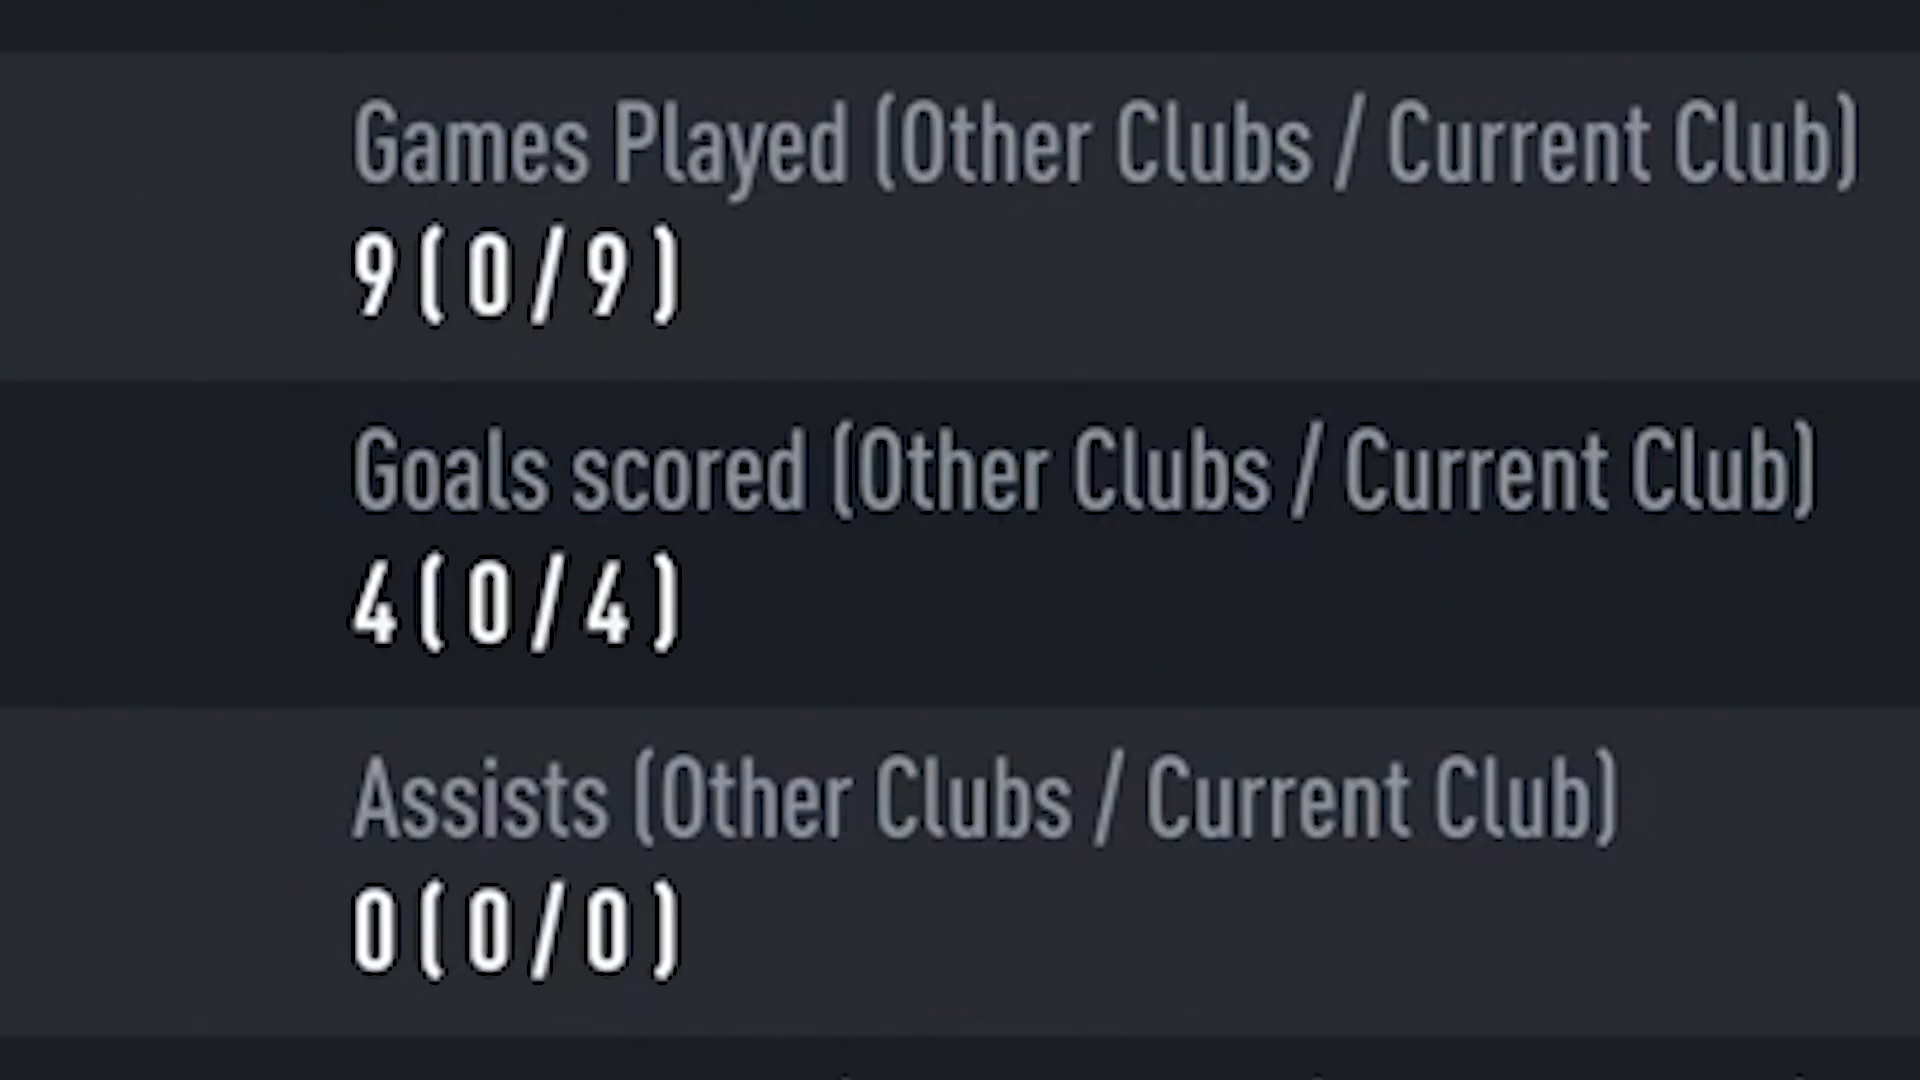 Games Played (Other Clubs / Current Club)
9 ( 0 / 9 )
Goals scored (Other Clubs / Current Club)
4 ( 0 / 4 )
Assists (Other Clubs / Current Club)
0 ( 0 / 0 )